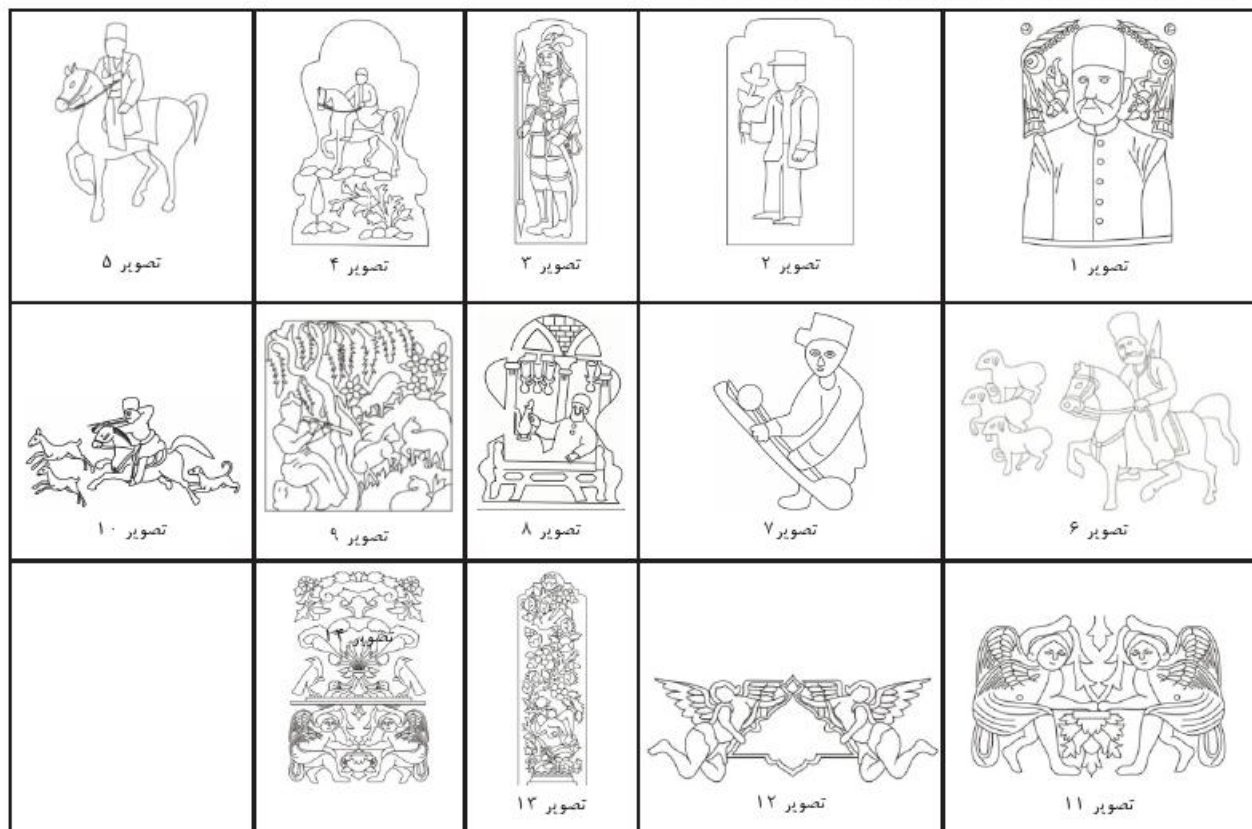 تصویر ۱
تصویر ۲
تصویر ۳
تصویر ۴
تصویر ۵
تصویر ۶
تصویر۷
تصویر ۸
تصویر ۹
تصویر ۱۰
تصویر ۱۱
تصویر ۱۲
تصویر ۱۳
تصویر ۱۴